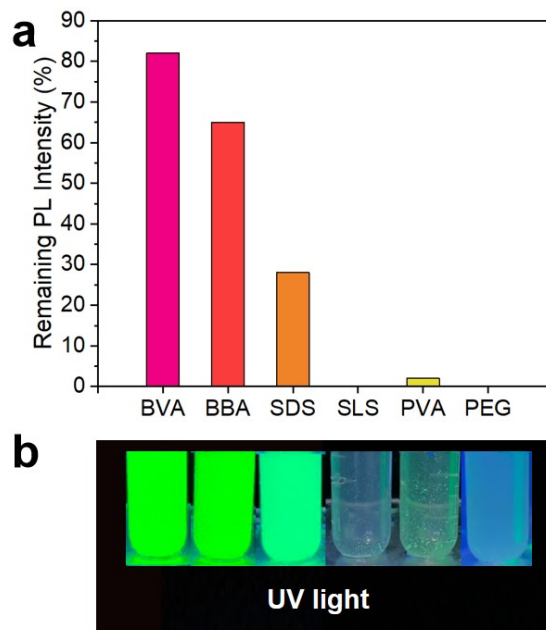 a
Remaining PL Intensity (%)
90
80
70
60
50
40
30
20
10
0
BVA BBA SDS SLS PVA PEG
b
UV light